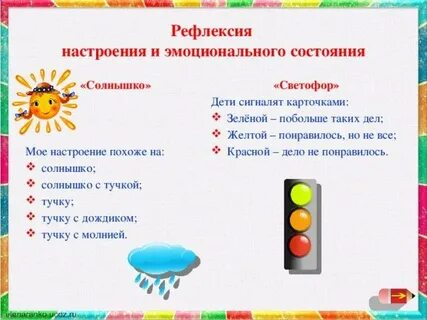 Рефлексия
настроения и эмоционального состояния
«Солнышко»
Мое настроение похоже на:
солнышко;
солнышко с тучкой;
тучку;
тучку с дождиком;
тучку с молнией.
«Светофор»
Дети сигналят карточками:
Зелёной – побольше таких дел;
Желтой – понравилось, но не все;
Красной – дело не понравилось.